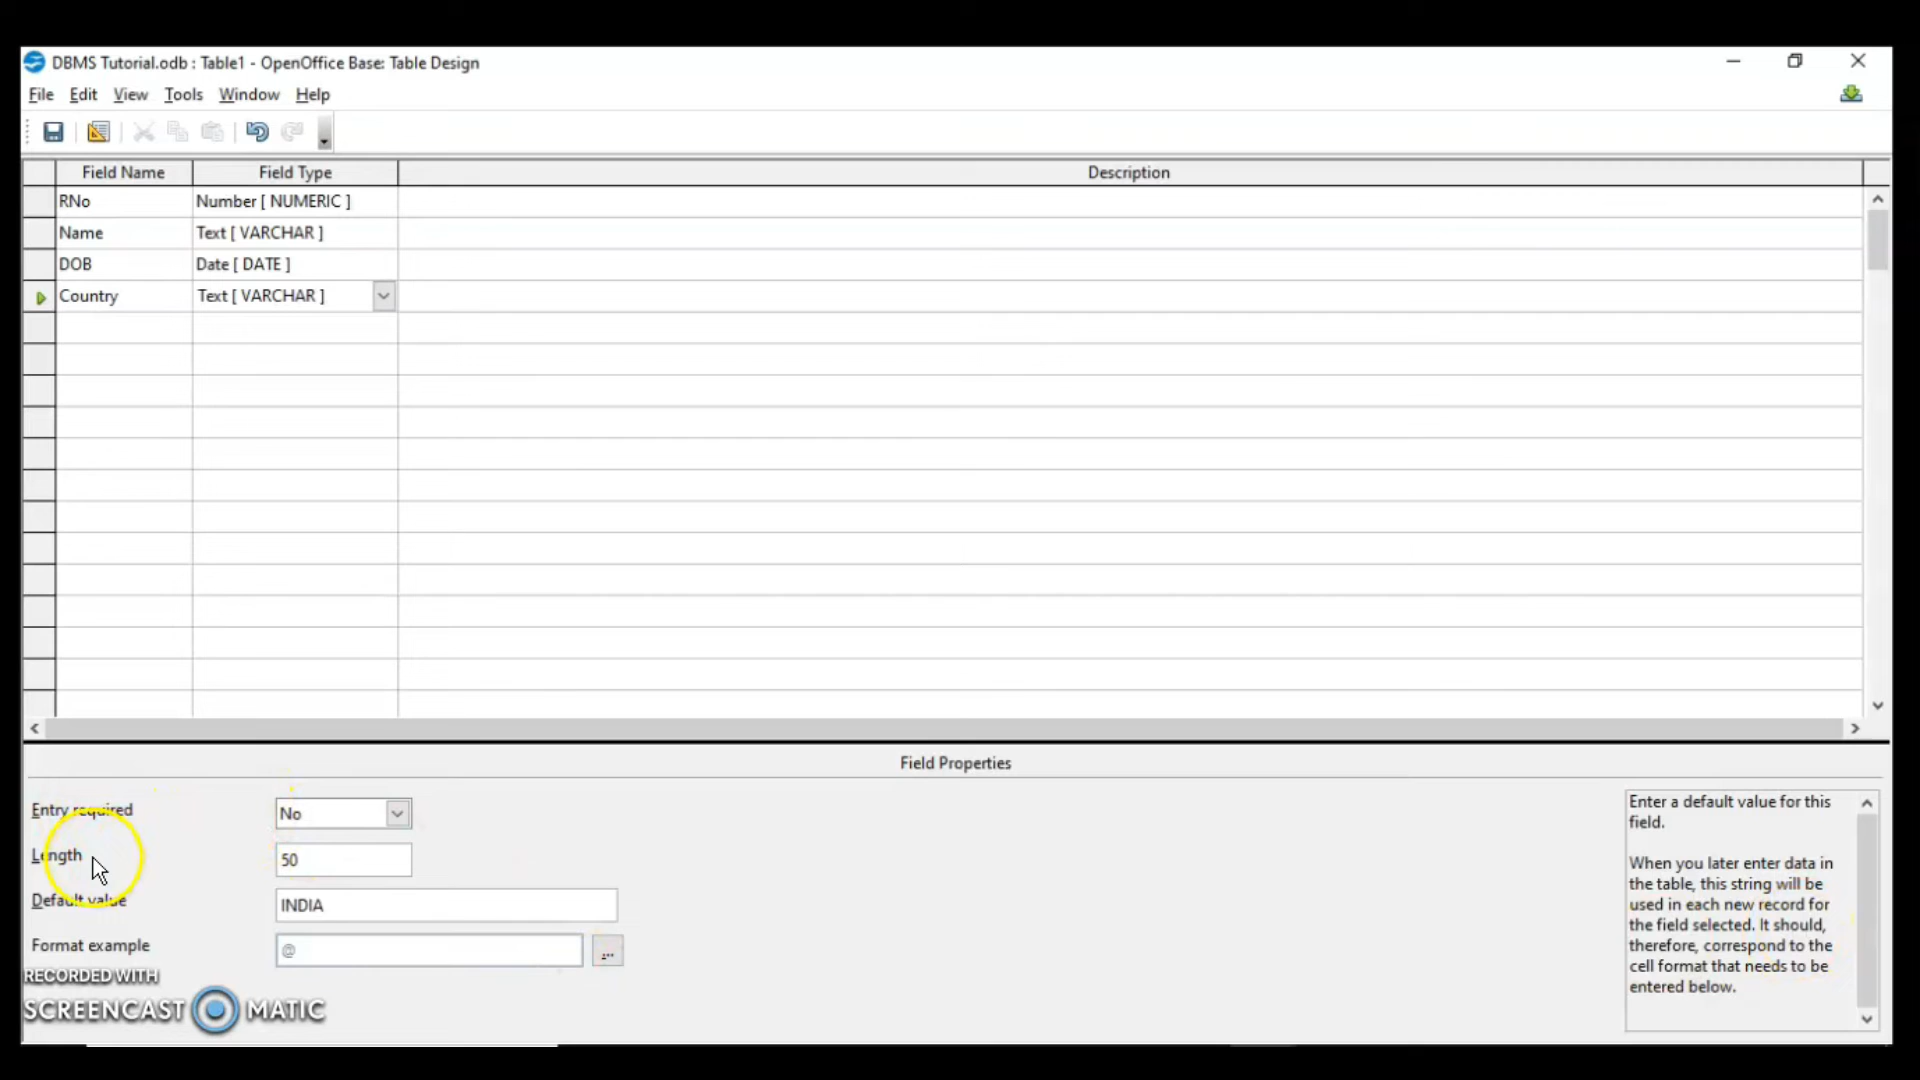 DBMS Tutorial.odb : Table1 - OpenOffice Base: Table Design
File Edit View Tools Window Help
Field Name Field Type Description
RNo Number [ NUMERIC ]
Name Text [ VARCHAR ]
DOB Date [ DATE ]
Country Text [ VARCHAR ]
Field Properties
Entry required No
Length 50
Default value INDIA
Format example @ ...
Enter a default value for this
field.
When you later enter data in
the table, this string will be
used in each new record for
the field selected. It should,
therefore, correspond to the
cell format that needs to be
entered below.
RECORDED WITH
SCREENCAST MATIC